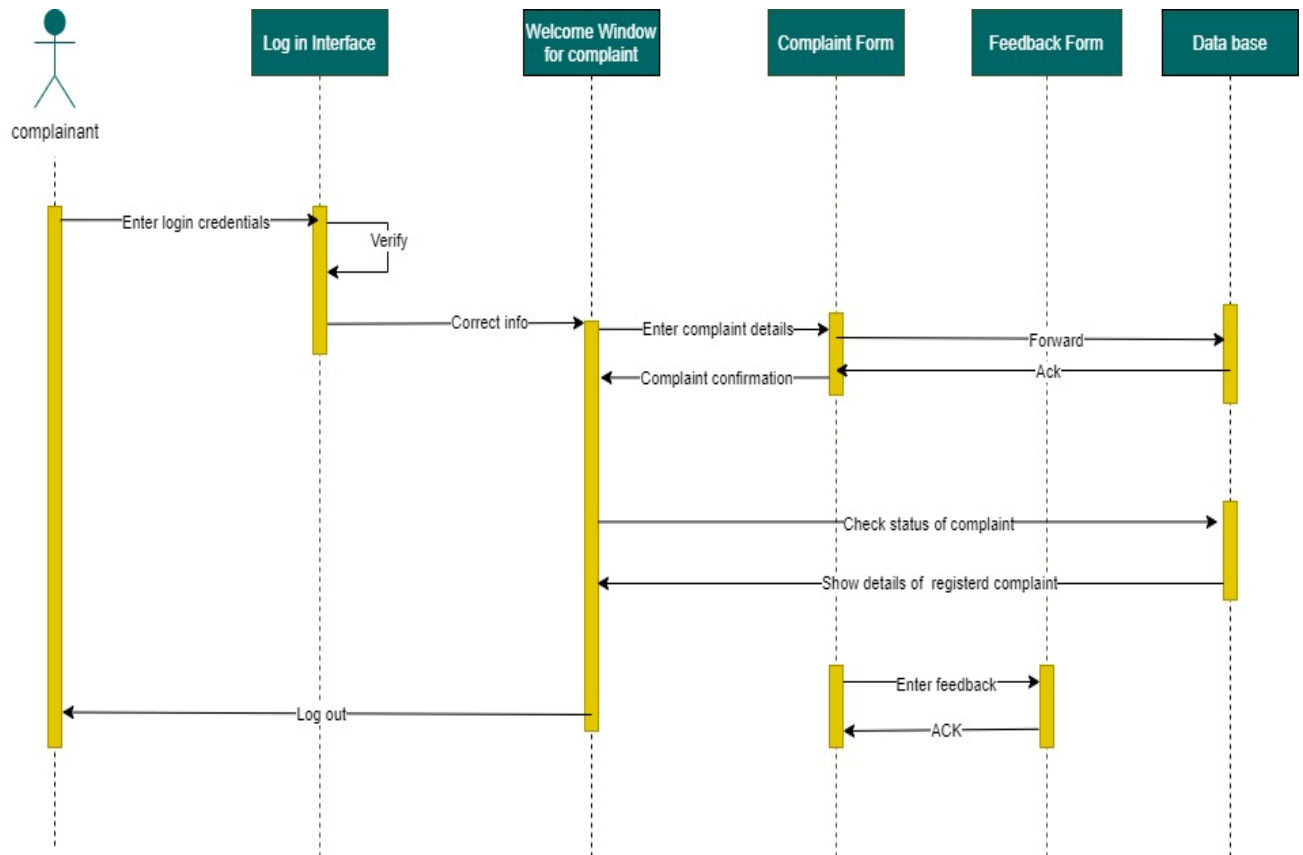 Log in Interface
Welcome Window
for complaint
Complaint Form
Feedback Form
Data base
complainant
Enter login credentials
Verify
Correct info
Enter complaint details
Forward
Ack
Complaint confirmation
Check status of complaint
Show details of registerd complaint
Enter feedback
Log out
ACK